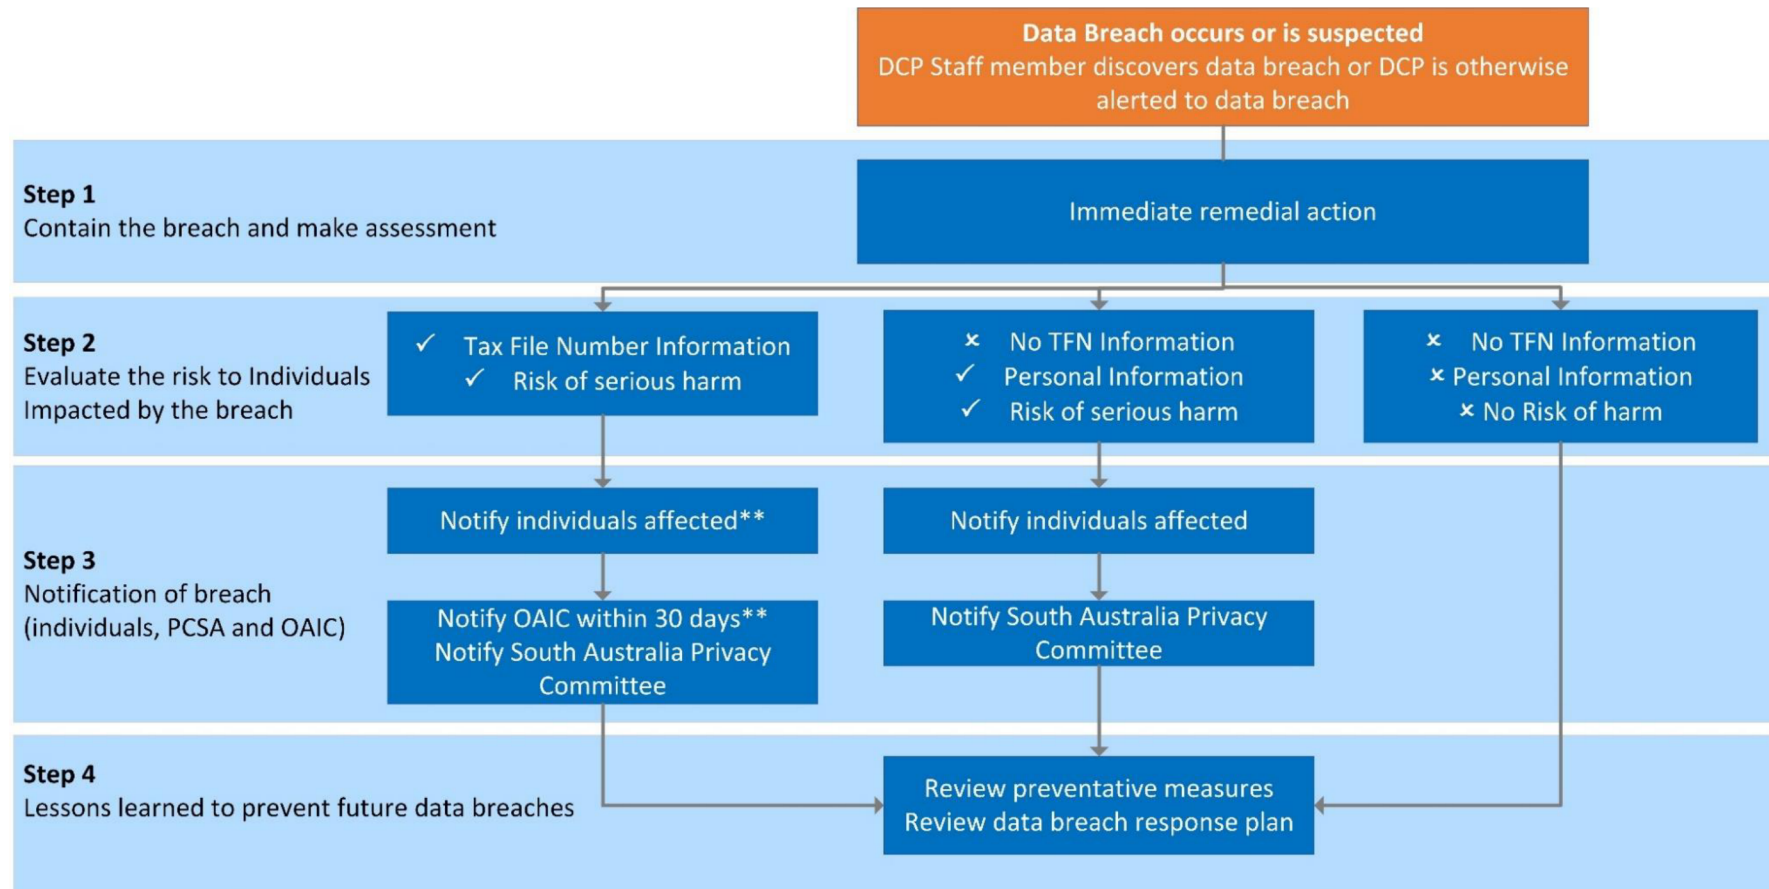 Data Breach occurs or is suspected
DCP Staff member discovers data breach or DCP is otherwise
alerted to data breach
Step 1
Contain the breach and make assessment
Immediate remedial action
Step 2
Evaluate the risk to Individuals
Impacted by the breach
✓ Tax File Number Information
✓ Risk of serious harm
× No TFN Information
✓ Personal Information
✓ Risk of serious harm
× No TFN Information
× Personal Information
× No Risk of harm
Step 3
Notification of breach
(individuals, PCSA and OAIC)
Notify individuals affected**
Notify OAIC within 30 days**
Notify South Australia Privacy
Committee
Notify individuals affected
Notify South Australia Privacy
Committee
Step 4
Lessons learned to prevent future data breaches
Review preventative measures
Review data breach response plan